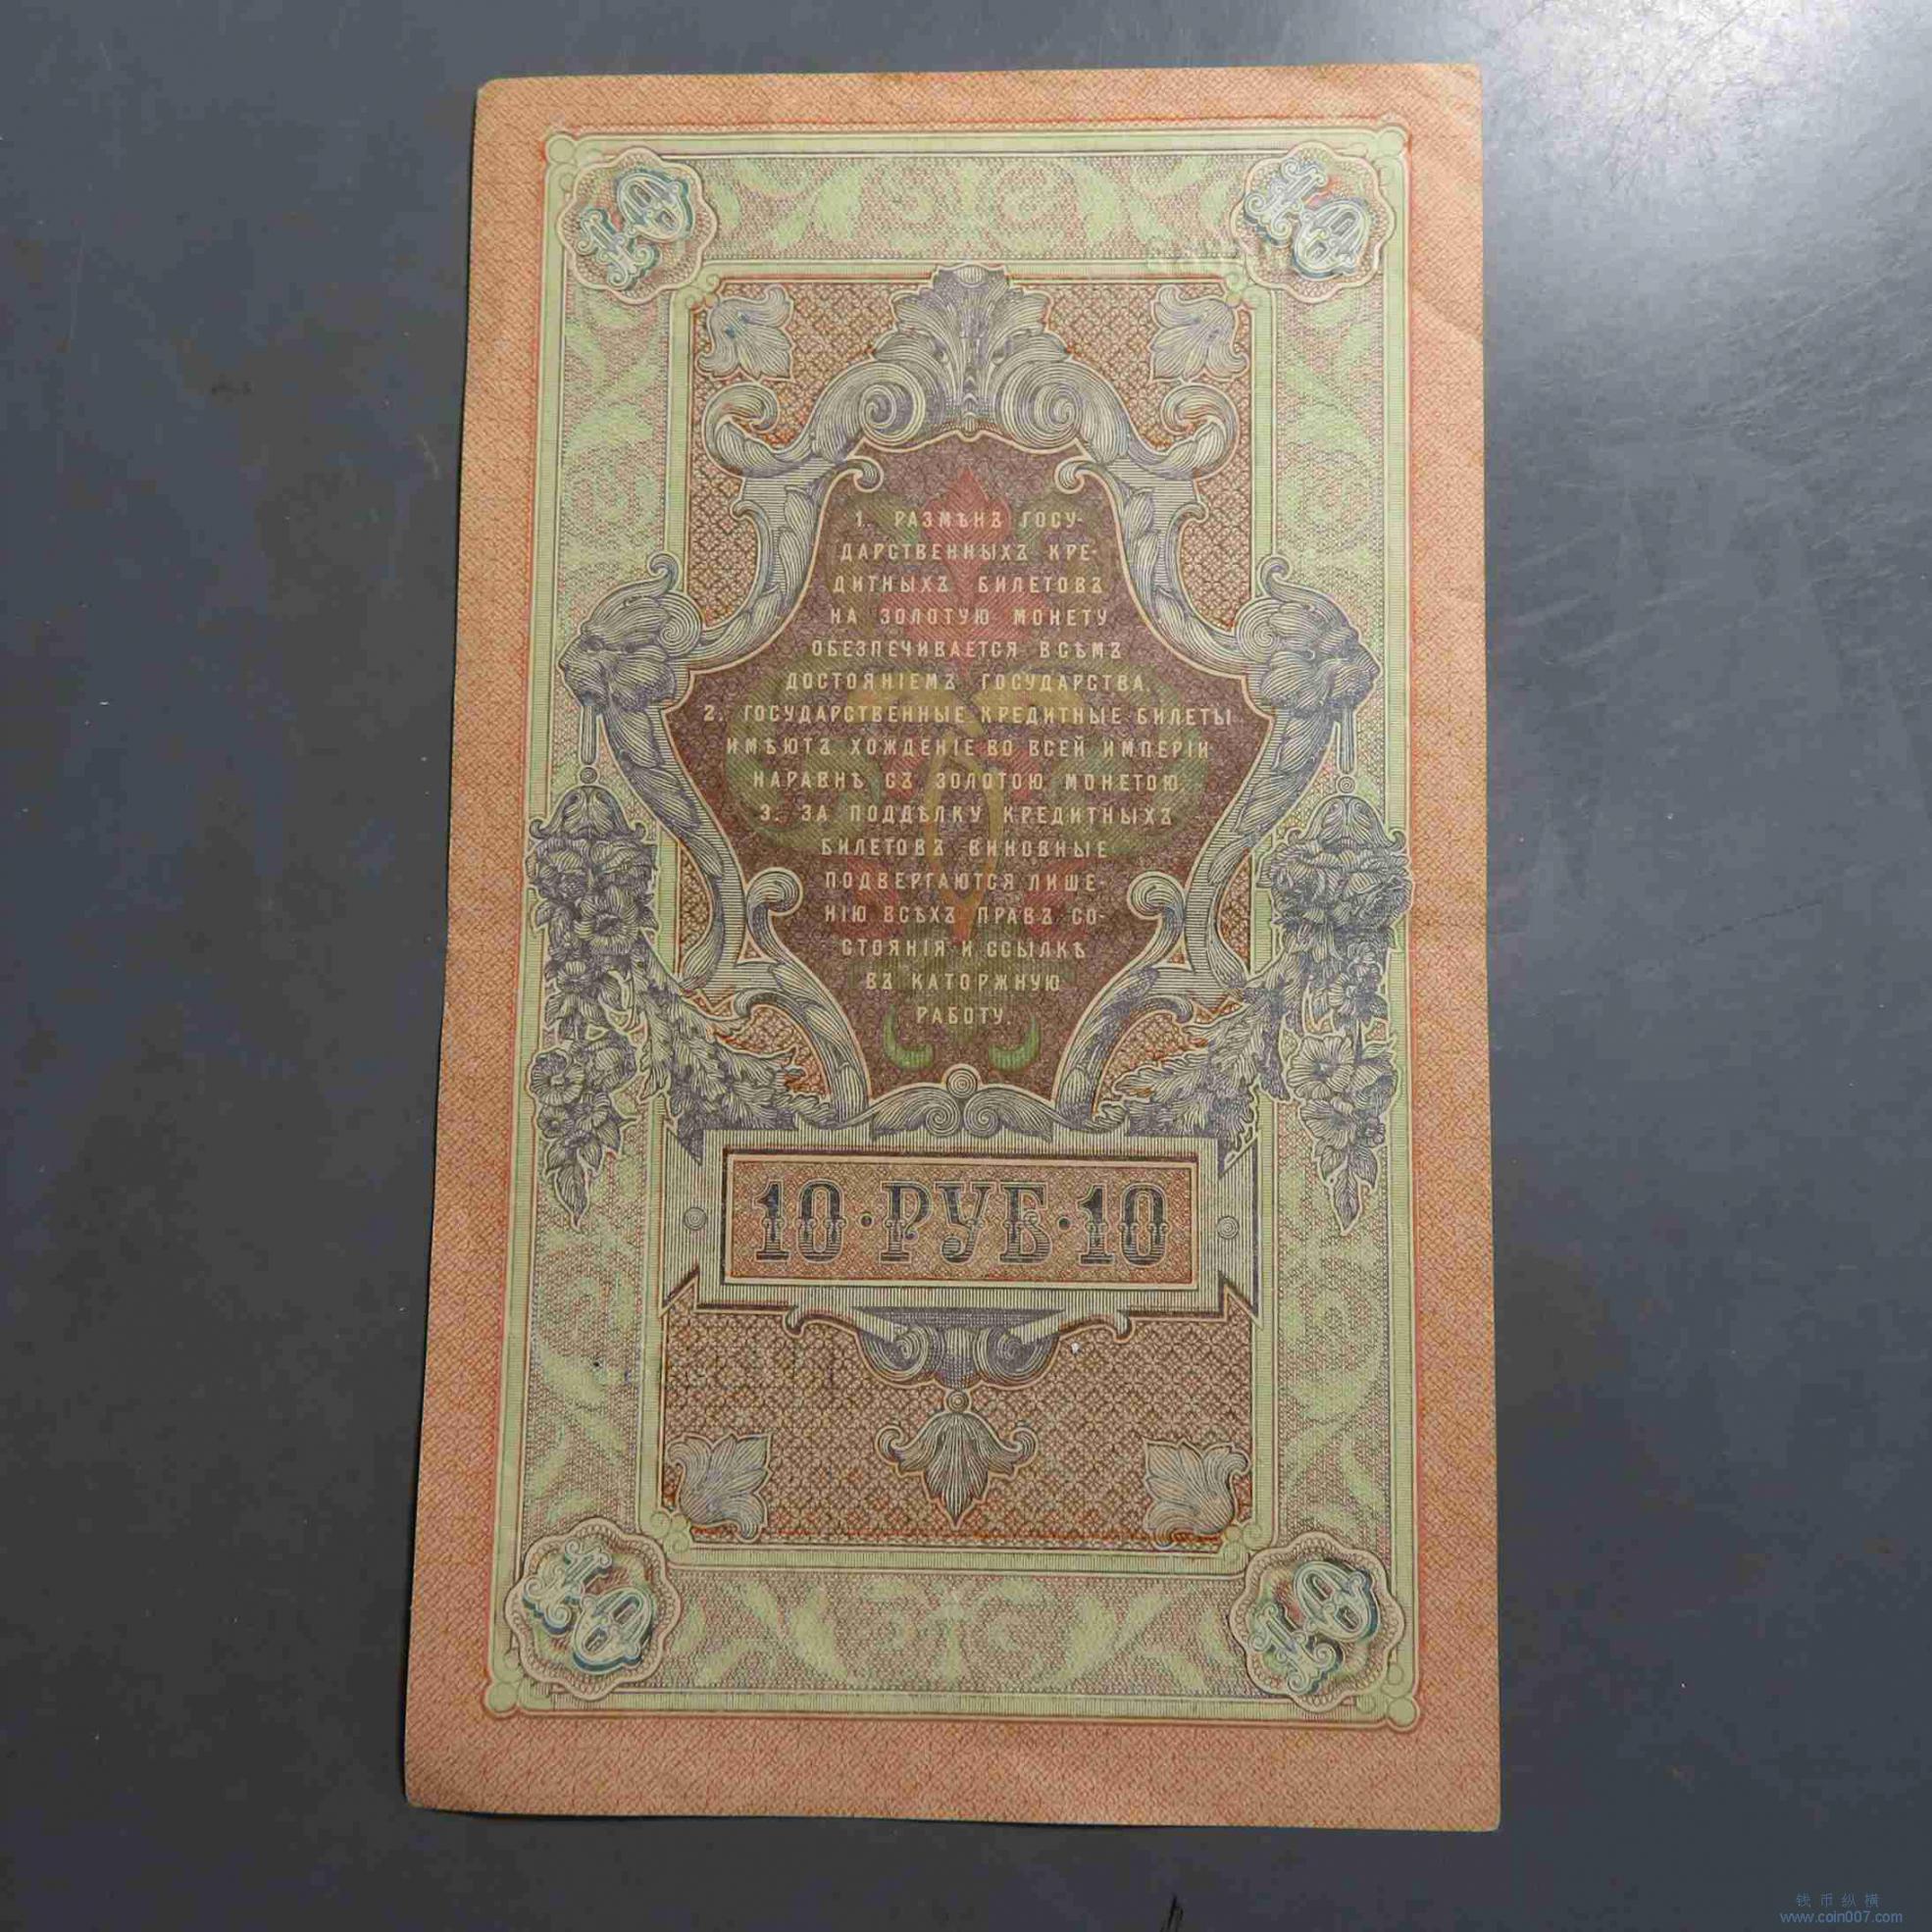 10 10
1. РАЗМѢНЪ ГОСУ-
ДАРСТВЕННЫХЪ КРЕ-
ДИТНЫХЪ БИЛЕТОВЪ
НА ЗОЛОТУЮ МОНЕТУ
ОБЕЗПЕЧИВАЕТСЯ ВСѢМЪ
ДОСТОЯНІЕМЪ ГОСУДАРСТВА.
2. ГОСУДАРСТВЕННЫЕ КРЕДИТНЫЕ БИЛЕТЫ
ИМѢЮТЪ ХОЖДЕНІЕ ВО ВСЕЙ ИМПЕРІИ
НАРАВНѢ СЪ ЗОЛОТОЮ МОНЕТОЮ
3. ЗА ПОДДѢЛКУ КРЕДИТНЫХЪ
БИЛЕТОВЪ ВИНОВНЫЕ
ПОДВЕРГАЮТСЯ ЛИШЕ-
НІЮ ВСѢХЪ ПРАВЪ СО-
СТОЯНІЯ И ССЫЛКѢ
ВЪ КАТОРЖНУЮ
РАБОТУ.
10·РУБ·10
10 10
钱币纵横
www.coin007.com